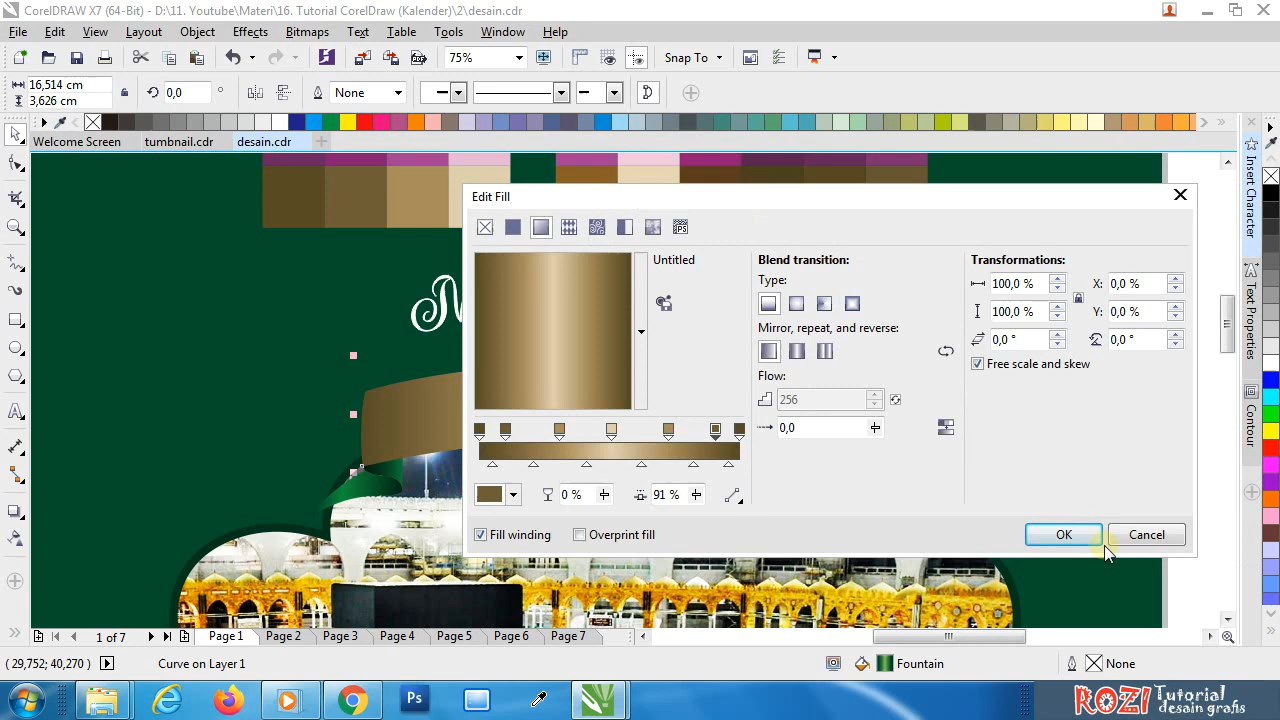 CorelDRAW X7 (64-Bit) - D:\11. Youtube\Materi\16. Tutorial CorelDraw (Kalender)\2\desain.cdr
File Edit View Layout Object Effects Bitmaps Text Table Tools Window Help
75% Snap To
16,514 cm
3,626 cm
0,0
None
Welcome Screen tumbnail.cdr desain.cdr
Edit Fill
Untitled
Blend transition:
Type:
Mirror, repeat, and reverse:
Flow:
256
0,0
Transformations:
100,0 % X: 0,0 %
100,0 % Y: 0,0 %
0,0 ° 0,0 °
Free scale and skew
0 % 91 %
Fill winding Overprint fill
OK Cancel
PS
Insert Character
Text Properties
Contour
1 of 7 Page 1 Page 2 Page 3 Page 4 Page 5 Page 6 Page 7
( 29,752; 40,270 ) Curve on Layer 1 Fountain None
Ps
ROZI Tutorial
desain grafis